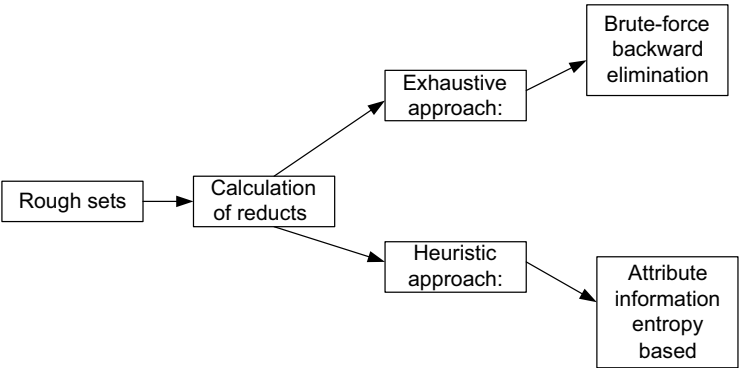 Brute-force
backward
elimination
Exhaustive
approach:
Rough sets
Calculation
of reducts
Heuristic
approach:
Attribute
information
entropy
based